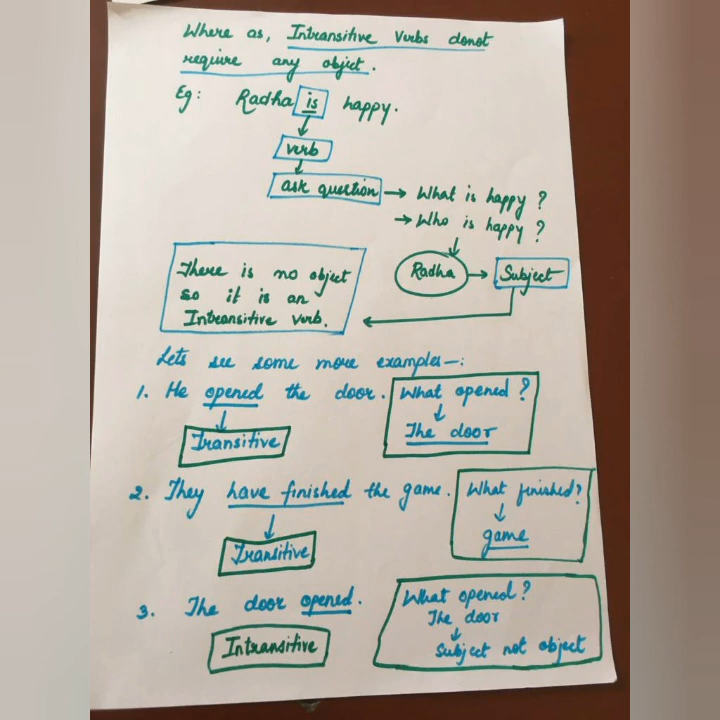 Where as, Intransitive Verbs donot
require any object.
Eg: Radha is happy.
verb
ask question → What is happy?
→ Who is happy?
Radha → Subject
There is no object
so it is an
Intransitive verb.
Lets see some more examples—:
1. He opened the door. What opened?
The door
Transitive
2. They have finished the game. What finished?
game
Transitive
3. The door opened. What opened?
The door
Subject not object
Intransitive